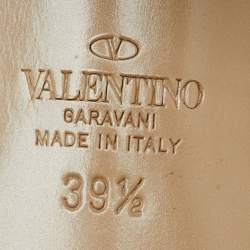 VALENTINO
GARAVANI
MADE IN ITALY
39½